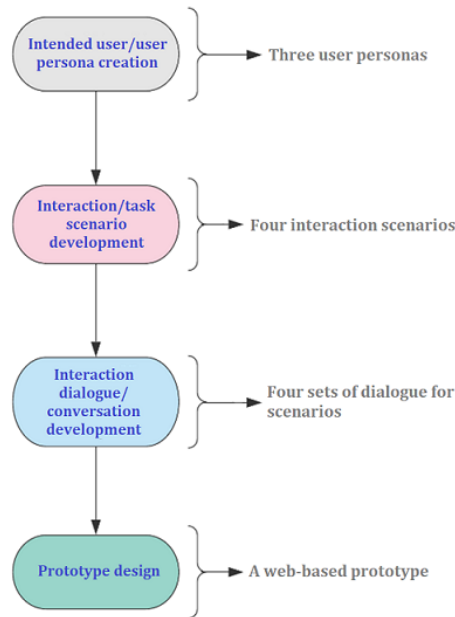 Intended user/user
persona creation
Three user personas
Interaction/task
scenario
development
Four interaction scenarios
Interaction
dialogue/
conversation
development
Four sets of dialogue for
scenarios
Prototype design
A web-based prototype